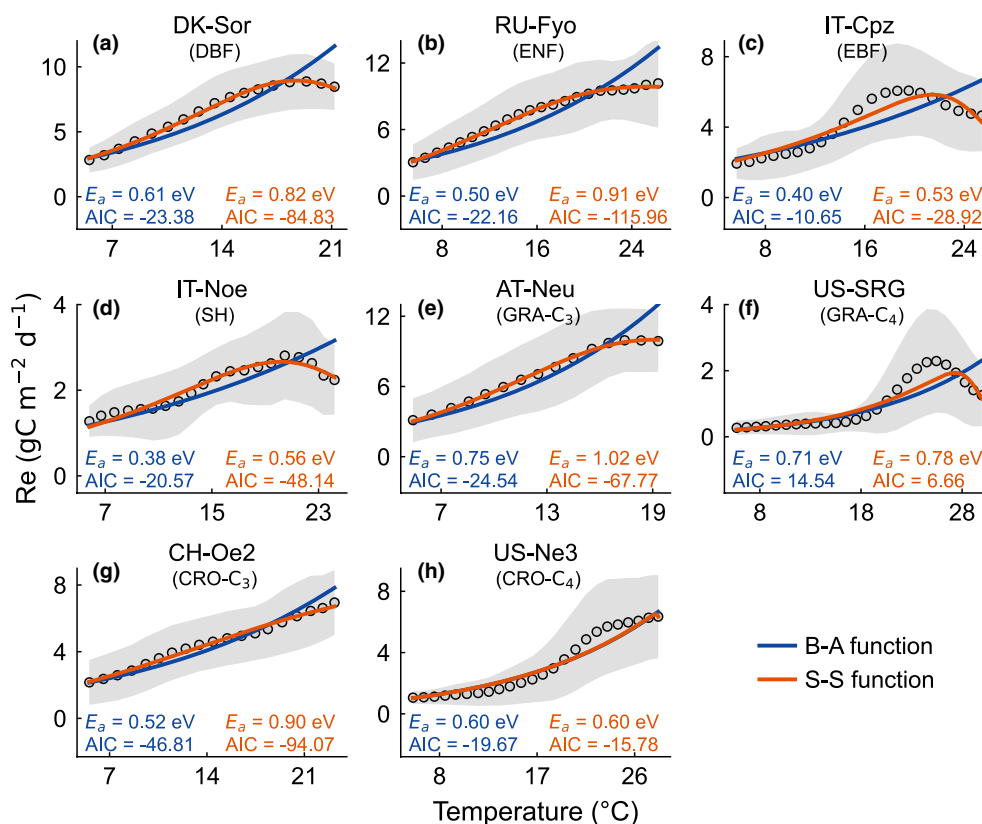 DK-Sor
(a)
(DBF)
10
5
0
Eₐ = 0.61 eV
AIC = -23.38
Eₐ = 0.82 eV
AIC = -84.83
7
14
21
RU-Fyo
(b)
(ENF)
12
6
0
Eₐ = 0.50 eV
AIC = -22.16
Eₐ = 0.91 eV
AIC = -115.96
8
16
24
IT-Cpz
(c)
(EBF)
8
4
0
Eₐ = 0.40 eV
AIC = -10.65
Eₐ = 0.53 eV
AIC = -28.92
8
16
24
Re (gC m⁻² d⁻¹)
IT-Noe
(d)
(SH)
4
2
0
Eₐ = 0.38 eV
AIC = -20.57
Eₐ = 0.56 eV
AIC = -48.14
7
15
23
AT-Neu
(e)
(GRA-C₃)
12
6
0
Eₐ = 0.75 eV
AIC = -24.54
Eₐ = 1.02 eV
AIC = -67.77
7
13
19
US-SRG
(f)
(GRA-C₄)
4
2
0
Eₐ = 0.71 eV
AIC = 14.54
Eₐ = 0.78 eV
AIC = 6.66
8
18
28
CH-Oe2
(g)
(CRO-C₃)
8
4
0
Eₐ = 0.52 eV
AIC = -46.81
Eₐ = 0.90 eV
AIC = -94.07
7
14
21
US-Ne3
(h)
(CRO-C₄)
8
4
0
Eₐ = 0.60 eV
AIC = -19.67
Eₐ = 0.60 eV
AIC = -15.78
8
17
26
B-A function
S-S function
Temperature (°C)